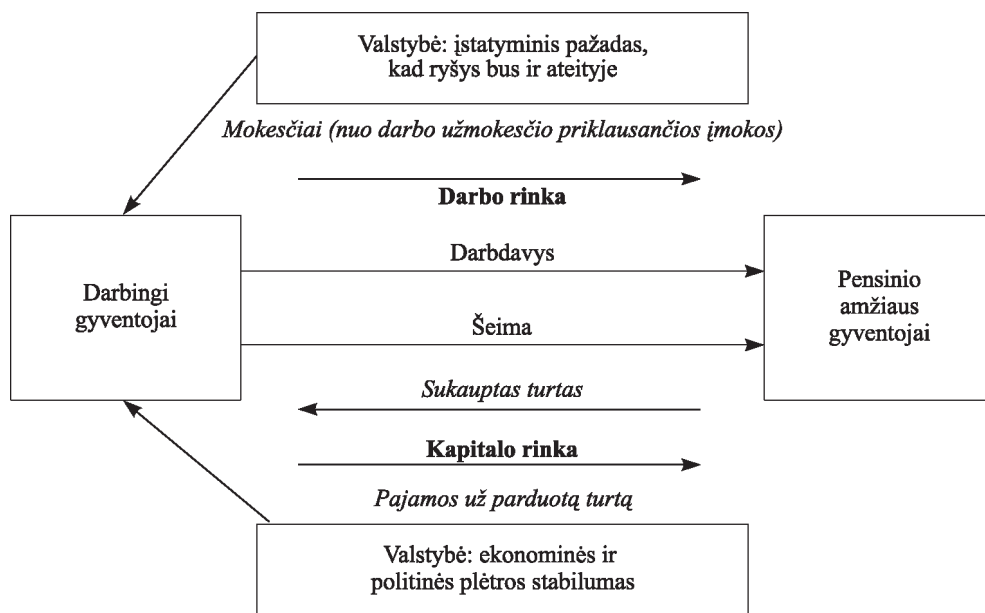 Valstybė: įstatyminis pažadas,
kad ryšys bus ir ateityje
Mokesčiai (nuo darbo užmokesčio priklausančios įmokos)
Darbo rinka
Darbingi
gyventojai
Darbdavys
Šeima
Pensinio
amžiaus
gyventojai
Sukauptas turtas
Kapitalo rinka
Pajamos už parduotą turtą
Valstybė: ekonominės ir
politinės plėtros stabilumas